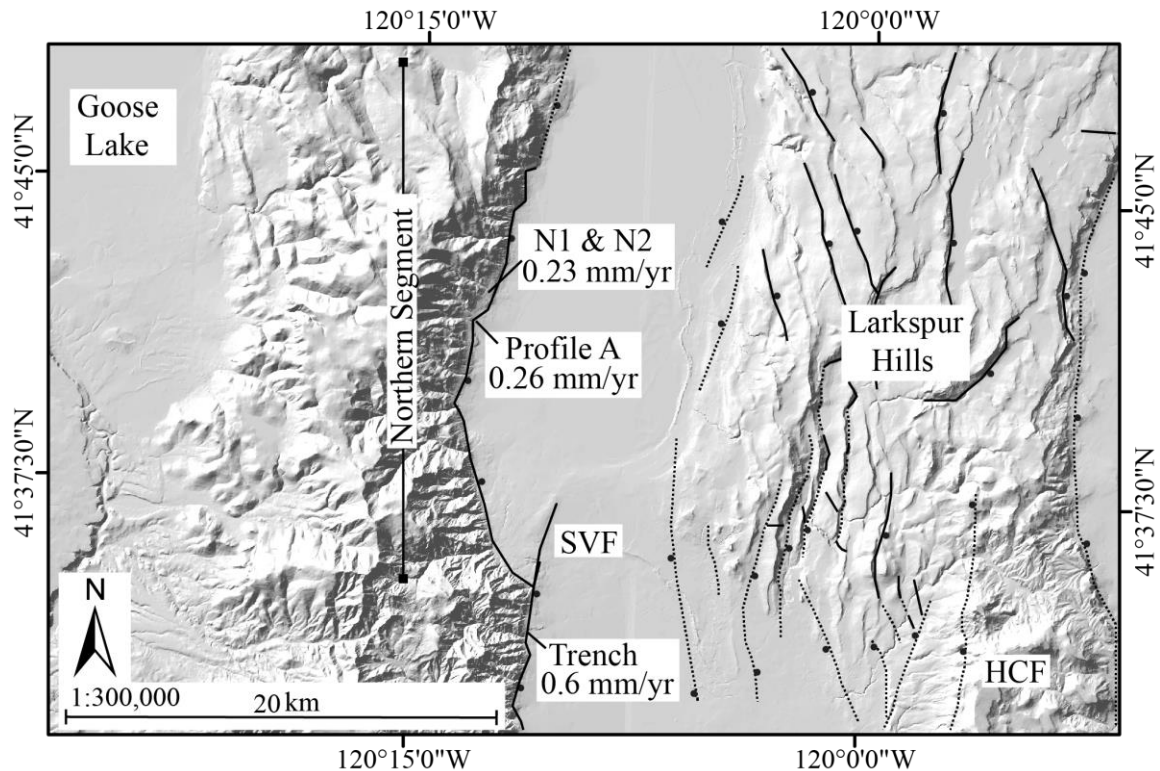 120°15'0"W
120°0'0"W
Goose
Lake
41°45'0"N
41°45'0"N
N1 & N2
0.23 mm/yr
Northern Segment
Larkspur
Hills
Profile A
0.26 mm/yr
41°37'30"N
41°37'30"N
SVF
N
Trench
0.6 mm/yr
HCF
1:300,000
20 km
120°15'0"W
120°0'0"W